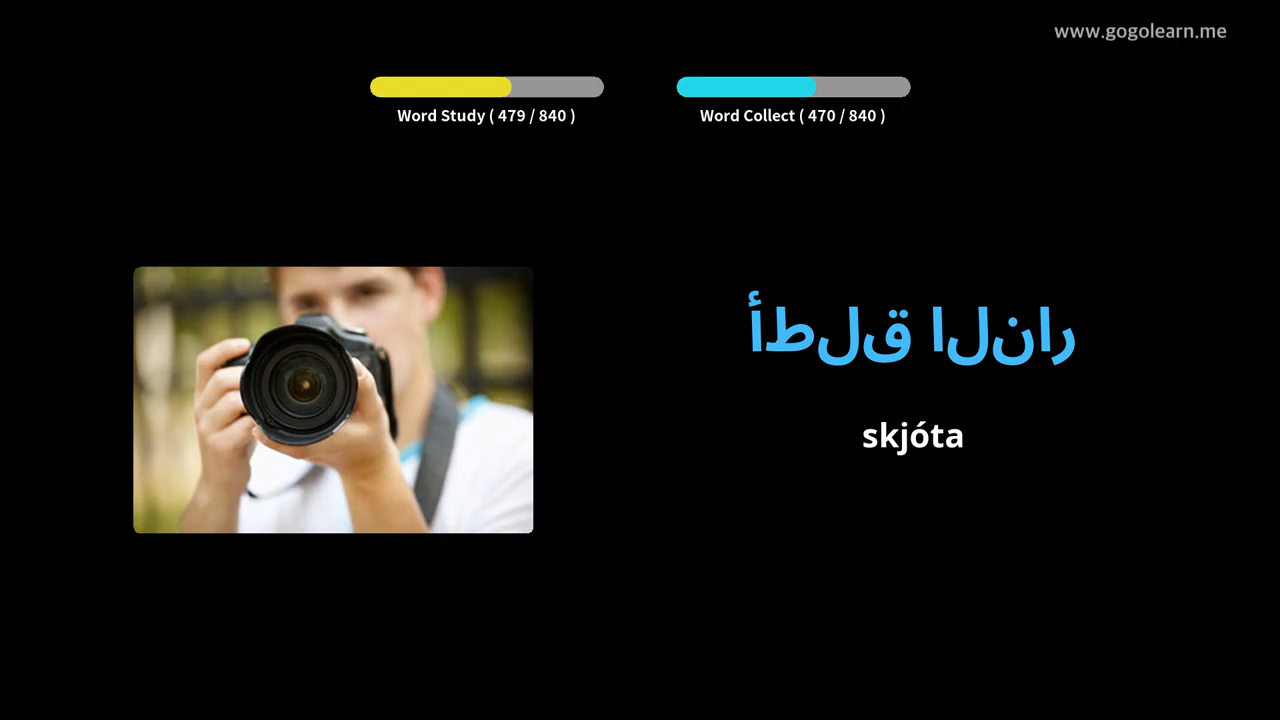 www.gogolearn.me
Word Study ( 479 / 840 )
Word Collect ( 470 / 840 )
أطلق النار
skjóta